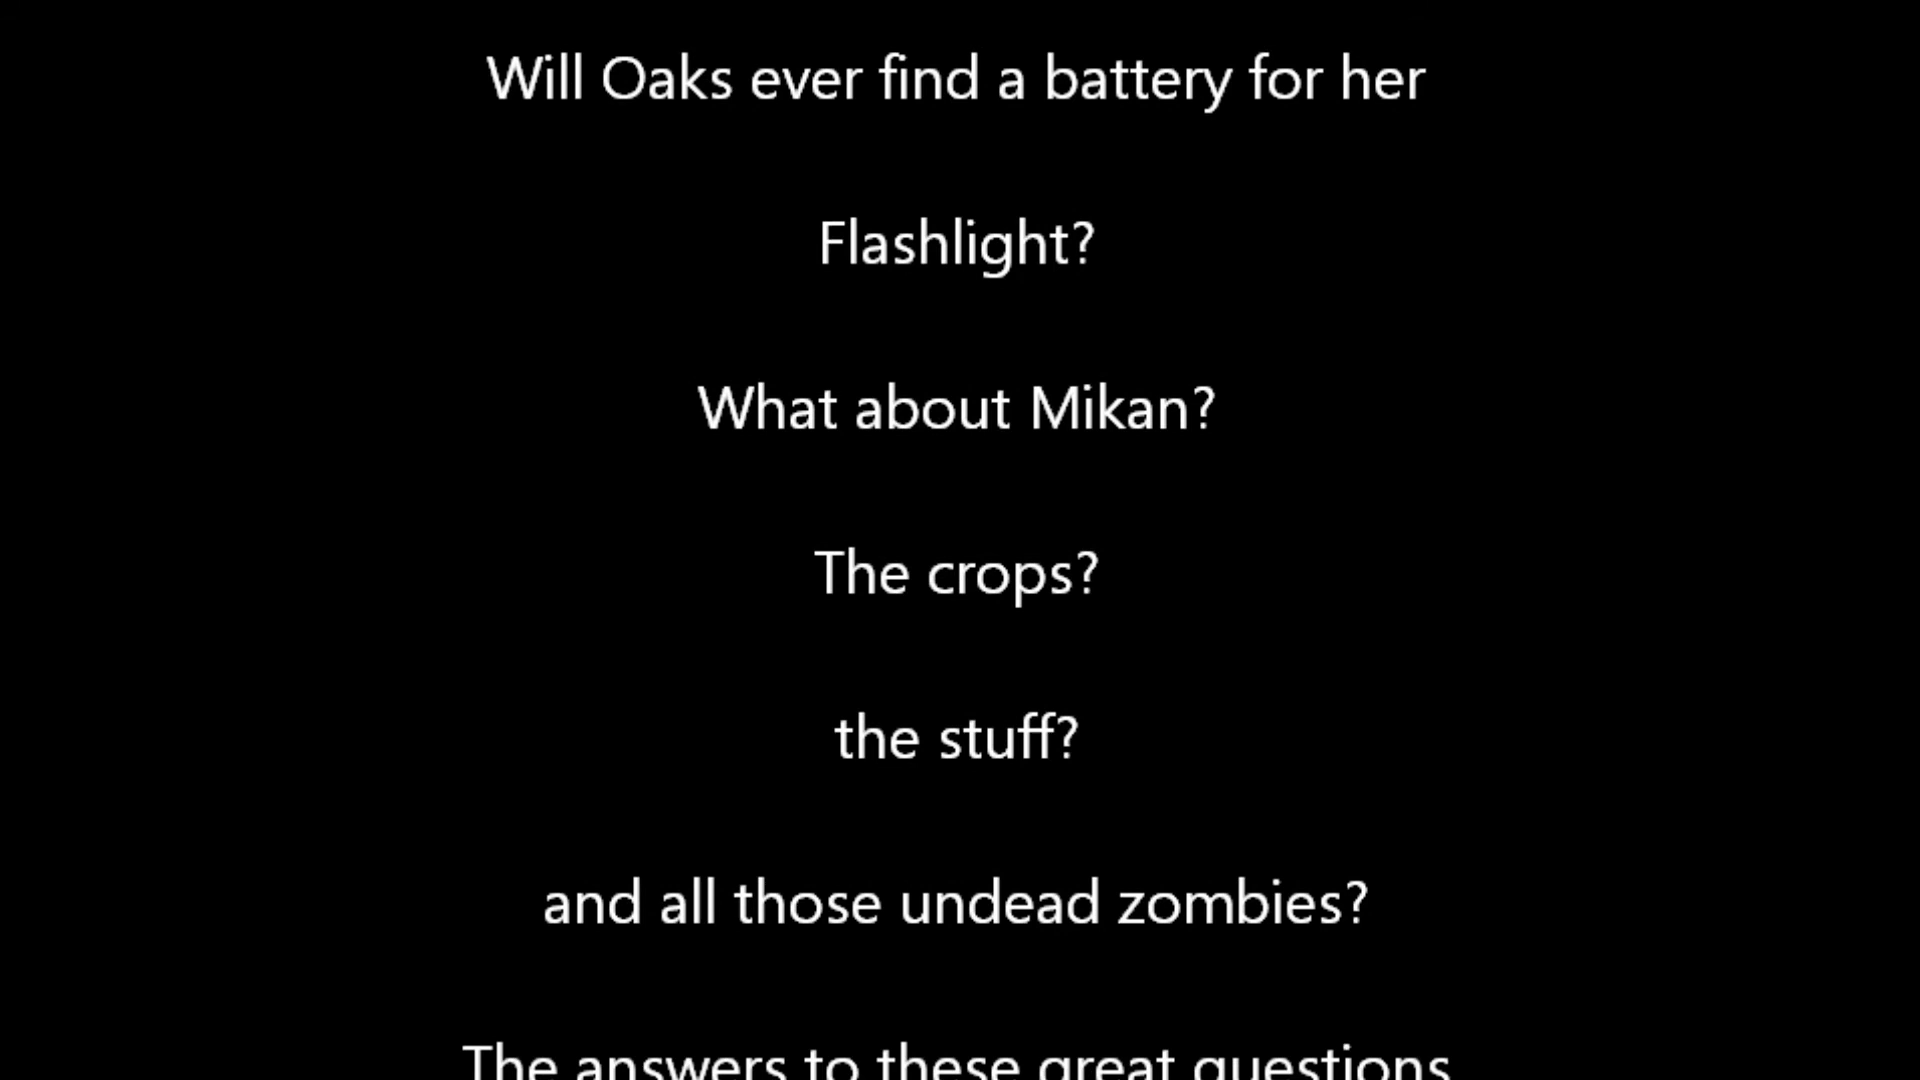 Will Oaks ever find a battery for her
Flashlight?
What about Mikan?
The crops?
the stuff?
and all those undead zombies?
The answers to these great questions